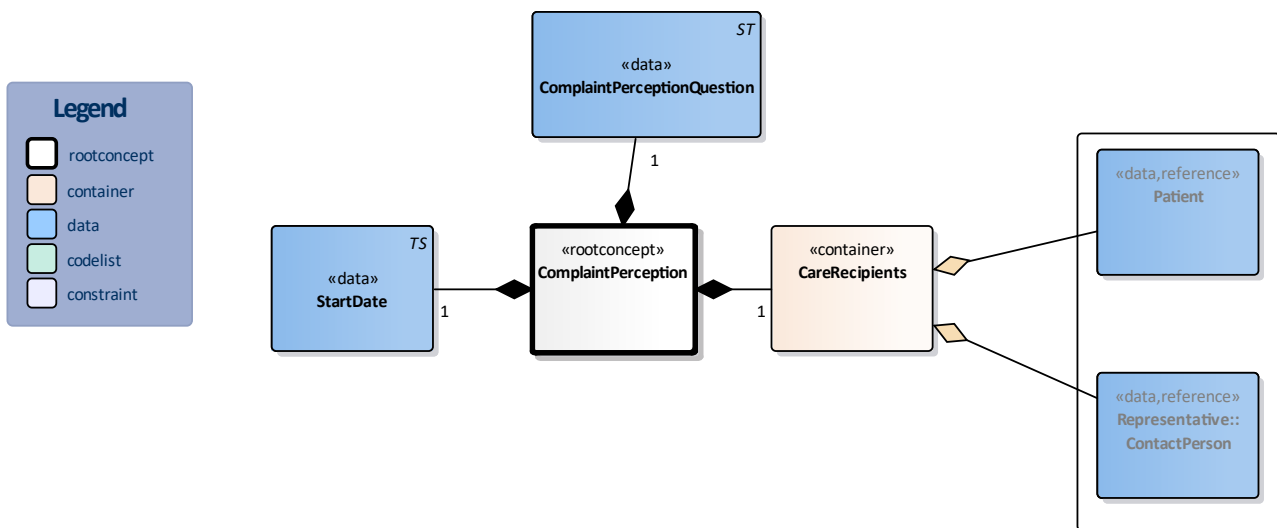 Legend
rootconcept
container
data
codelist
constraint
ST
«data»
ComplaintPerceptionQuestion
1
TS
«data»
StartDate
1
«rootconcept»
ComplaintPerception
1
«container»
CareRecipients
«data,reference»
Patient
«data,reference»
Representative::
ContactPerson